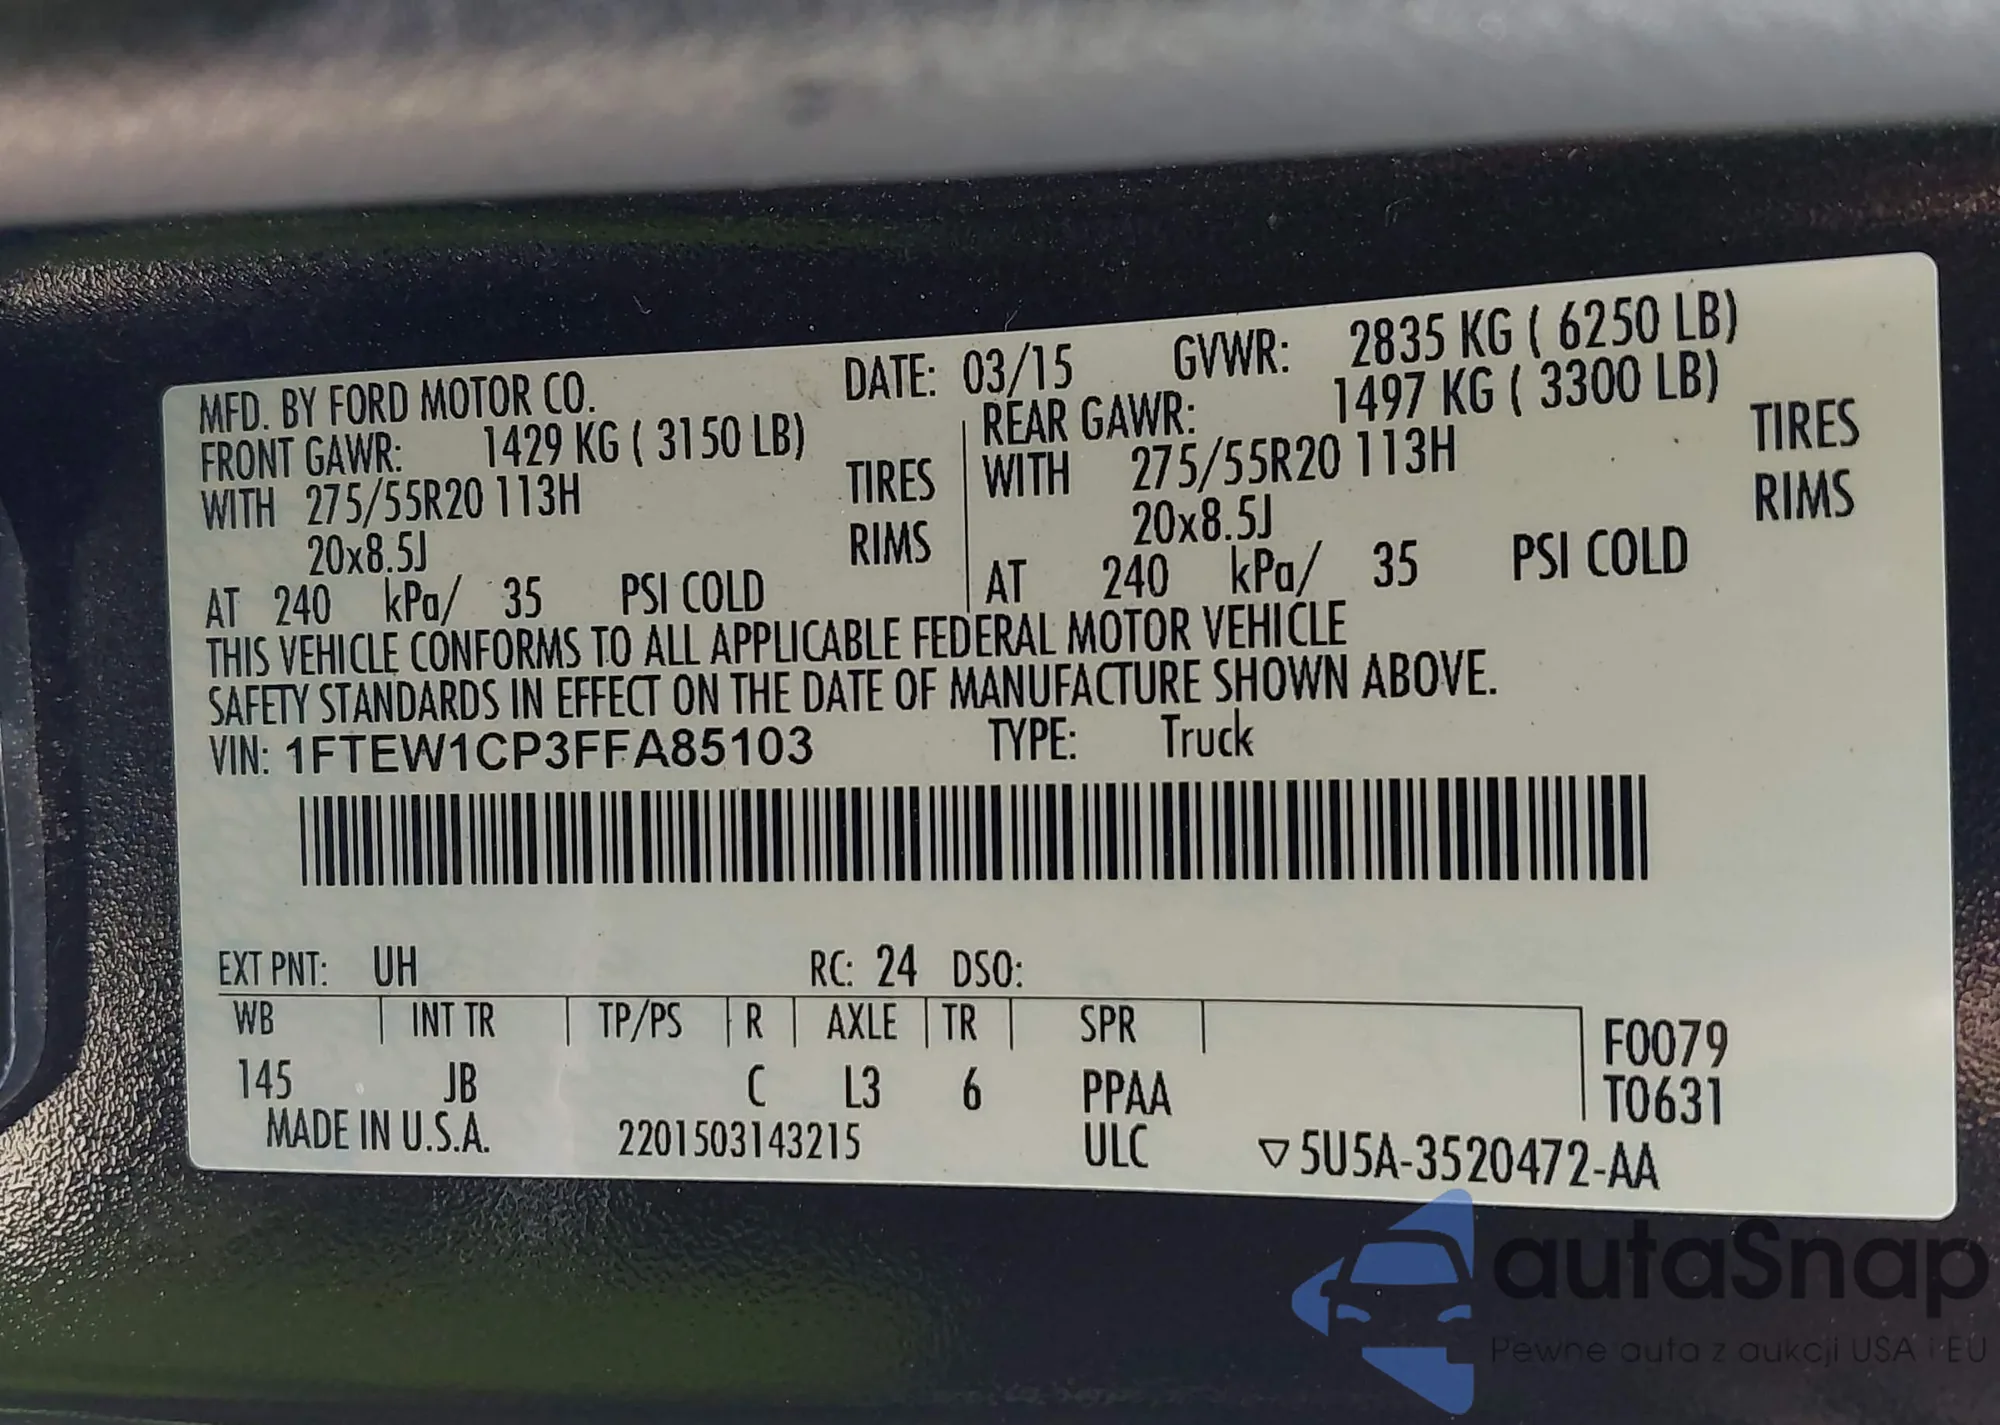 MFD. BY FORD MOTOR CO. DATE: 03/15 GVWR: 2835 KG ( 6250 LB)
FRONT GAWR: 1429 KG ( 3150 LB) REAR GAWR: 1497 KG ( 3300 LB)
WITH 275/55R20 113H TIRES WITH 275/55R20 113H TIRES
20x8.5J RIMS 20x8.5J RIMS
AT 240 kPa/ 35 PSI COLD AT 240 kPa/ 35 PSI COLD
THIS VEHICLE CONFORMS TO ALL APPLICABLE FEDERAL MOTOR VEHICLE
SAFETY STANDARDS IN EFFECT ON THE DATE OF MANUFACTURE SHOWN ABOVE.
VIN: 1FTEW1CP3FFA85103 TYPE: Truck
EXT PNT: UH RC: 24 DSO:
WB INT TR TP/PS R AXLE TR SPR F0079
145 JB C L3 6 PPAA T0631
MADE IN U.S.A. 2201503143215 ULC ▽5U5A-3520472-AA
autaSnap
Pewne auta z aukcji USA i EU